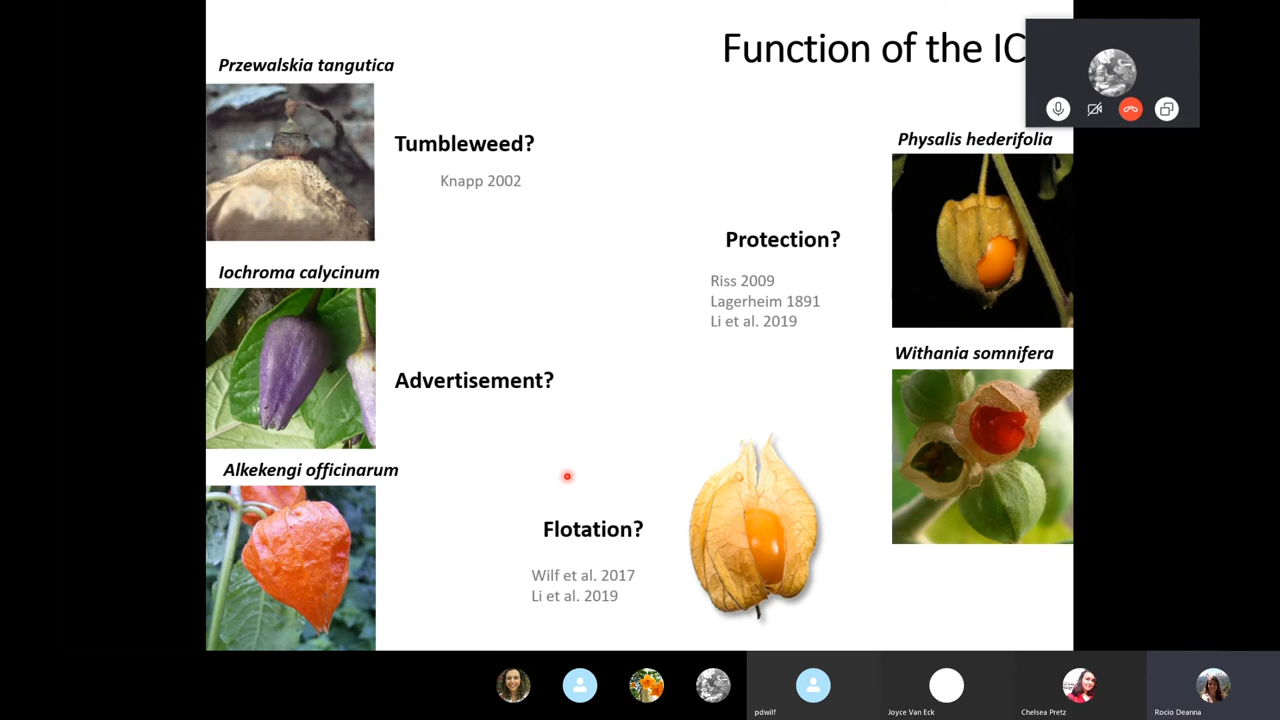 Function of the IC
Przewalskia tangutica
Tumbleweed?
Knapp 2002
Iochroma calycinum
Advertisement?
Alkekengi officinarum
Flotation?
Wilf et al. 2017
Li et al. 2019
Physalis hederifolia
Protection?
Riss 2009
Lagerheim 1891
Li et al. 2019
Withania somnifera
pdwilf
Joyce Van Eck
Chelsea Pretz
Rocio Deanna